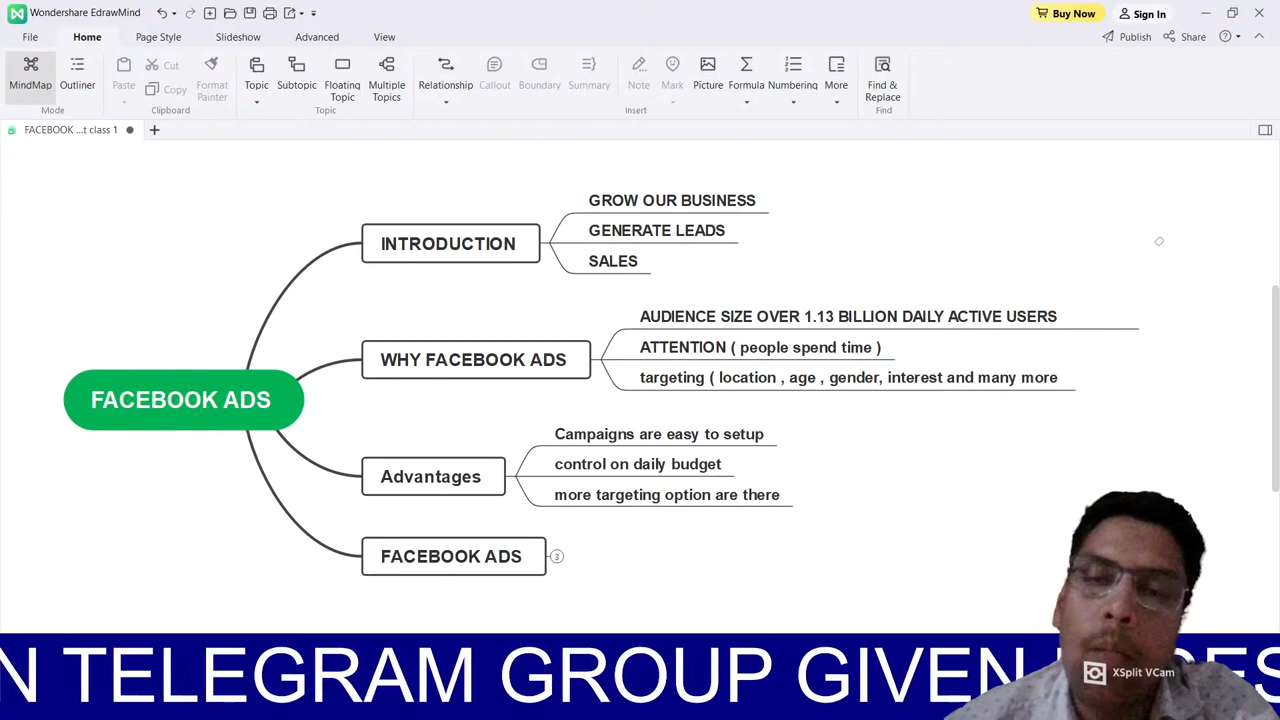 Wondershare EdrawMind
Buy Now
Sign In
File
Home
Page Style
Slideshow
Advanced
View
Publish
Share
MindMap
Outliner
Mode
Paste
Cut
Copy
Format Painter
Clipboard
Topic
Subtopic
Floating Topic
Multiple Topics
Topic
Relationship
Callout
Boundary
Summary
Note
Mark
Picture
Formula
Numbering
More
Insert
Find & Replace
Find
FACEBOOK ...t class 1
FACEBOOK ADS
INTRODUCTION
GROW OUR BUSINESS
GENERATE LEADS
SALES
WHY FACEBOOK ADS
AUDIENCE SIZE OVER 1.13 BILLION DAILY ACTIVE USERS
ATTENTION ( people spend time )
targeting ( location , age , gender, interest and many more
Advantages
Campaigns are easy to setup
control on daily budget
more targeting option are there
FACEBOOK ADS
3
XSplit VCam
N TELEGRAM GROUP GIVEN